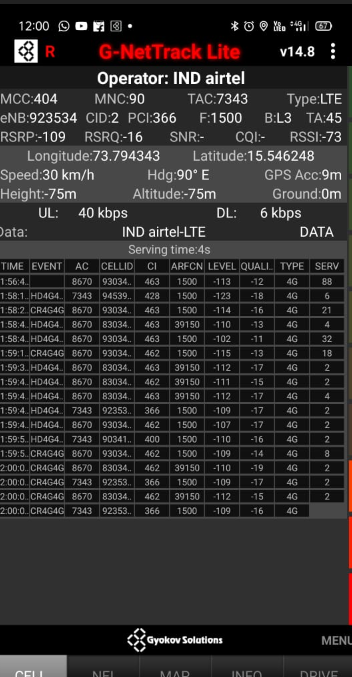 12:00
67
R G-NetTrack Lite v14.8
Operator: IND airtel
MCC:404 MNC:90 TAC:7343 Type:LTE
eNB:923534 CID:2 PCI:366 F:1500 B:L3 TA:45
RSRP:-109 RSRQ:-16 SNR:- CQI:- RSSI:-73
Longitude:73.794343 Latitude:15.546248
Speed:30 km/h Hdg:90° E GPS Acc:9m
Height:-75m Altitude:-75m Ground:0m
UL: 40 kbps DL: 6 kbps
Data: IND airtel-LTE DATA
Serving time:4s
TIME EVENT AC CELLID CI ARFCN LEVEL QUALI.. TYPE SERV
1:56:4.. 8670 93034.. 463 1500 -113 -12 4G 88
1:58:1.. HD4G4.. 7343 94539.. 428 1500 -123 -18 4G 6
1:58:2.. CR4G4G 8670 93034.. 463 1500 -114 -16 4G 21
1:58:4.. HD4G4.. 8670 83034.. 463 39150 -110 -13 4G 4
1:58:4.. HD4G4.. 8670 93034.. 463 1500 -102 -11 4G 32
1:59:1.. CR4G4G 8670 93034.. 462 1500 -115 -13 4G 18
1:59:3.. HD4G4.. 8670 83034.. 463 39150 -112 -17 4G 2
1:59:4.. HD4G4.. 8670 93034.. 462 1500 -111 -15 4G 2
1:59:4.. HD4G4.. 8670 83034.. 463 39150 -112 -17 4G 4
1:59:4.. HD4G4.. 7343 92353.. 366 1500 -109 -17 4G 2
1:59:4.. HD4G4.. 8670 93034.. 462 1500 -107 -17 4G 2
1:59:5.. HD4G4.. 7343 90341.. 400 1500 -110 -16 4G 2
1:59:5.. CR4G4G 8670 93034.. 462 1500 -109 -14 4G 8
2:00:0.. HD4G4.. 8670 83034.. 462 39150 -110 -19 4G 2
2:00:0.. CR4G4G 7343 92353.. 366 1500 -109 -17 4G 2
2:00:0.. CR4G4G 8670 83034.. 462 39150 -112 -15 4G 2
2:00:0.. CR4G4G 7343 92353.. 366 1500 -109 -16 4G
Gyokov Solutions MENU
CELL NEI MAP INFO DRIVE